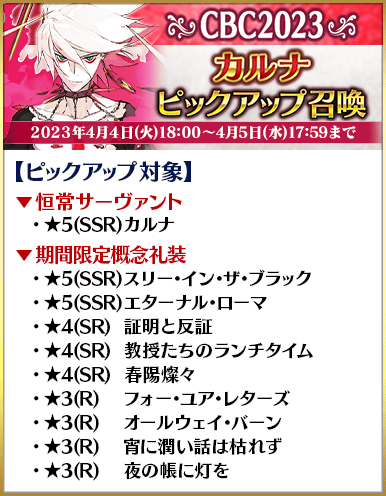 CBC2023
カルナ
ピックアップ召喚
2023年4月4日(火)18:00～4月5日(水)17:59まで
【ピックアップ対象】
▼恒常サーヴァント
・★5(SSR)カルナ
▼期間限定概念礼装
・★5(SSR)スリー・イン・ザ・ブラック
・★5(SSR)エターナル・ローマ
・★4(SR) 証明と反証
・★4(SR) 教授たちのランチタイム
・★4(SR) 春陽燦々
・★3(R) フォー・ユア・レターズ
・★3(R) オールウェイ・バーン
・★3(R) 宵に潤い話は枯れず
・★3(R) 夜の帳に灯を